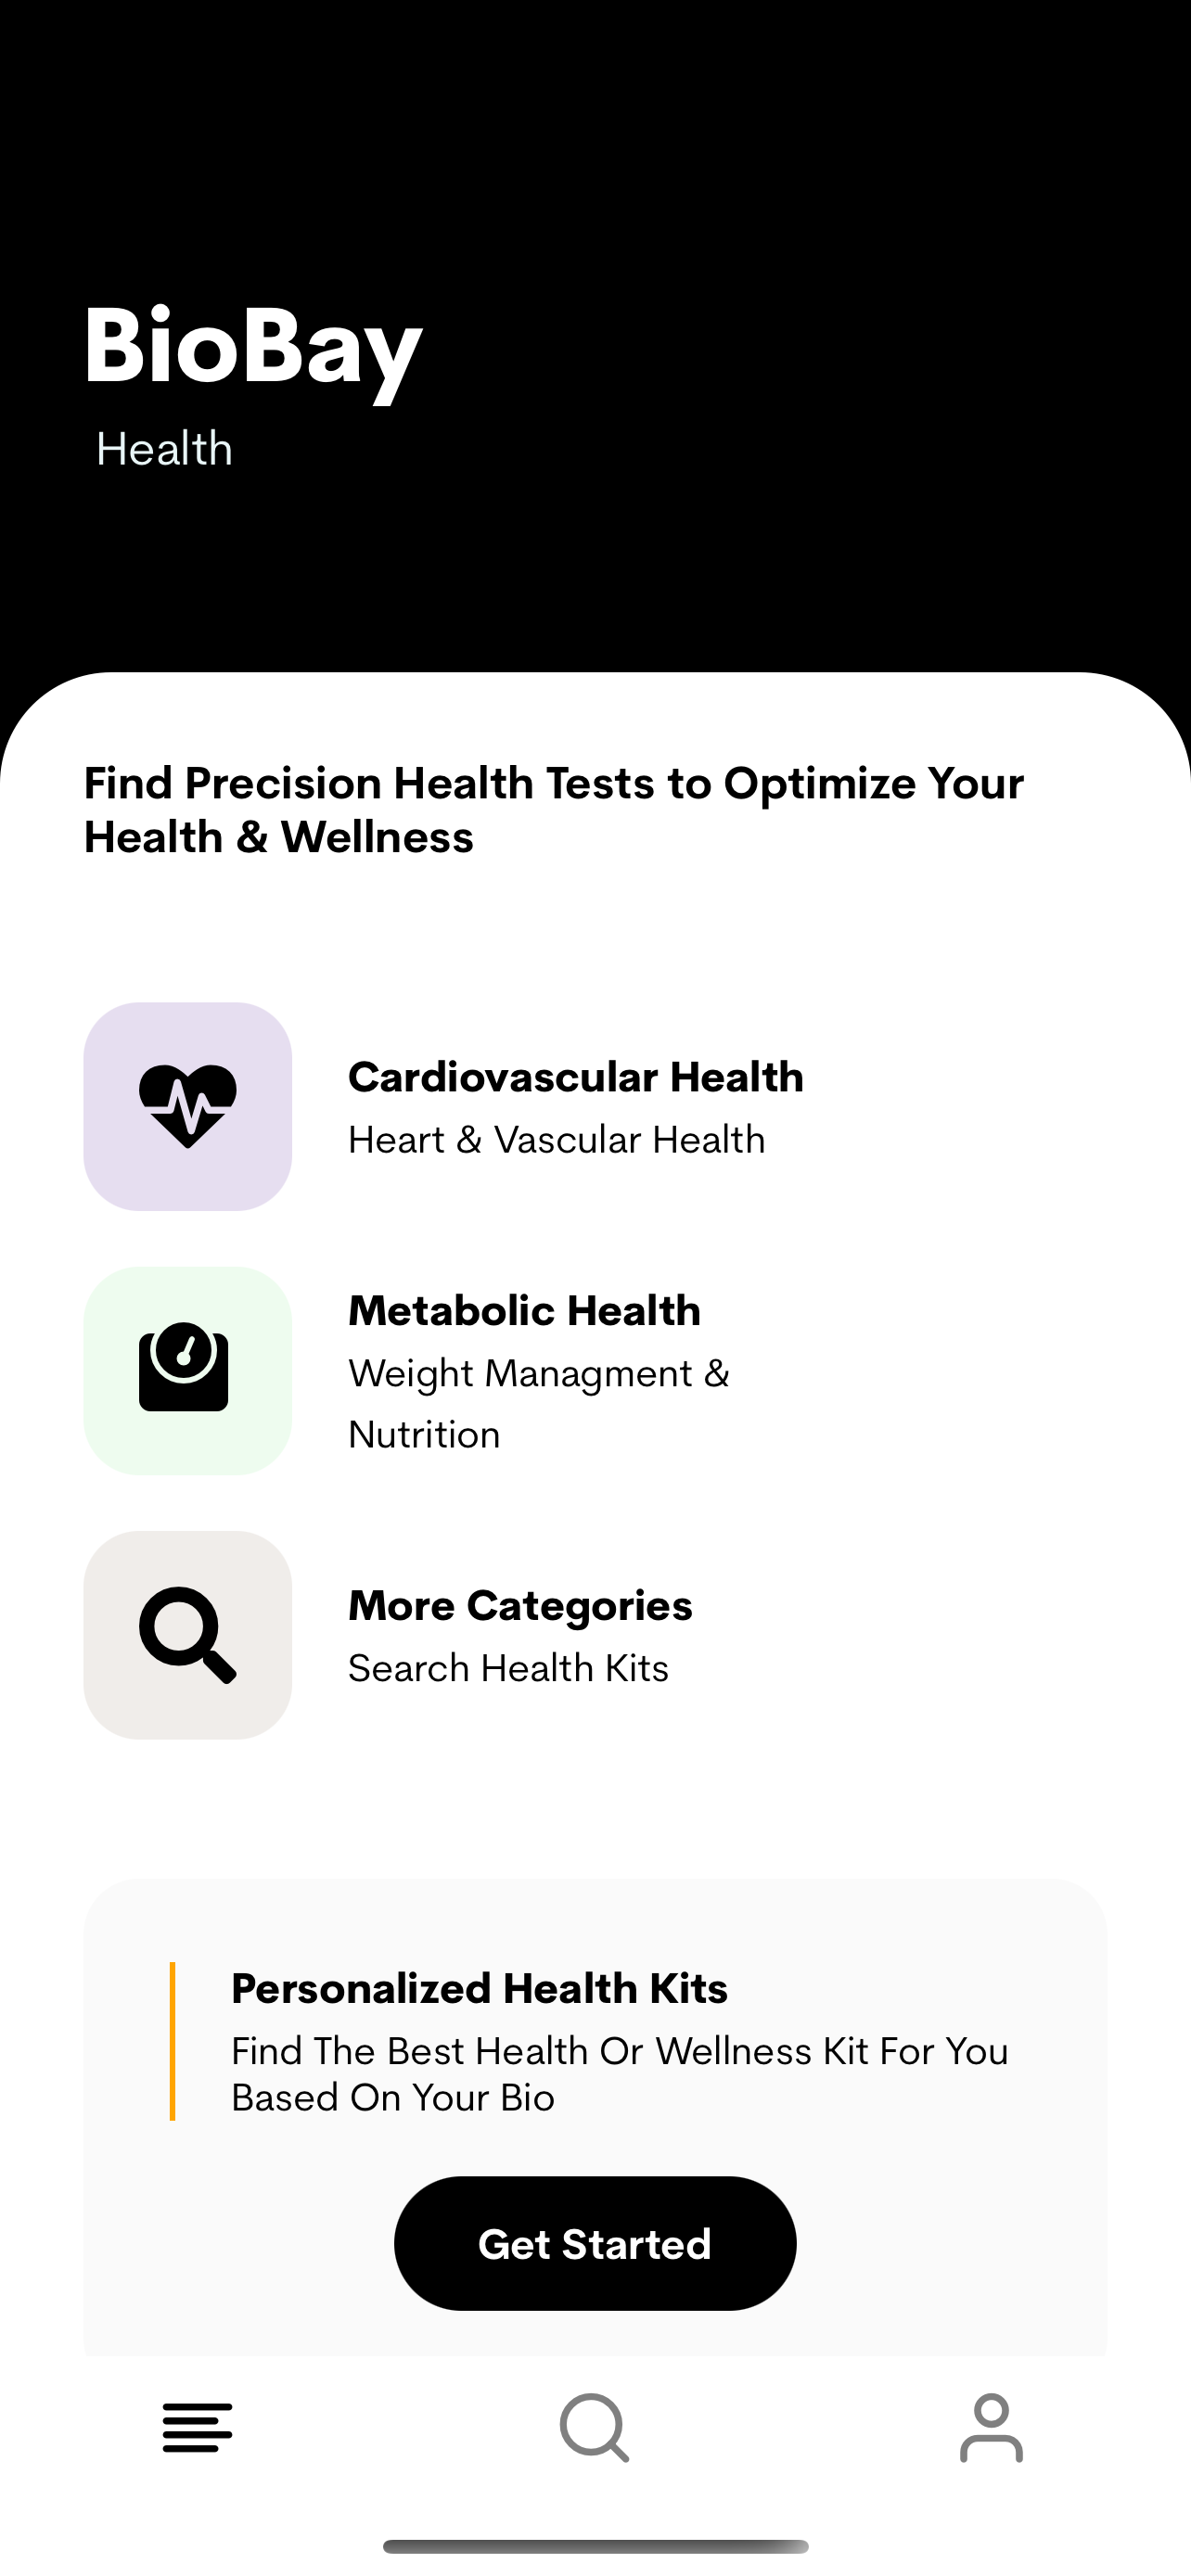 BioBay
Health
Find Precision Health Tests to Optimize Your
Health & Wellness
Cardiovascular Health
Heart & Vascular Health
Metabolic Health
Weight Managment &
Nutrition
More Categories
Search Health Kits
Personalized Health Kits
Find The Best Health Or Wellness Kit For You
Based On Your Bio
Get Started